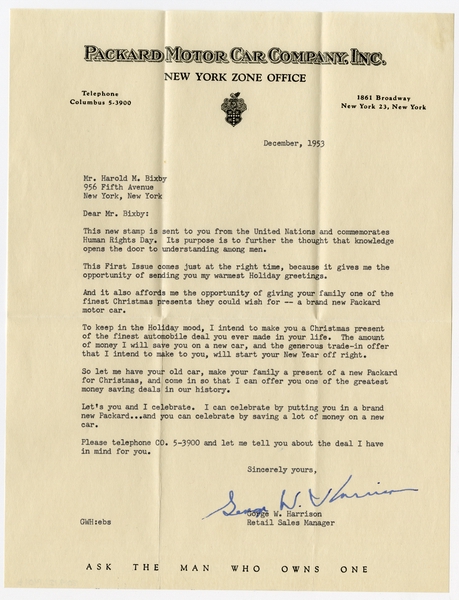 PACKARD MOTOR CAR COMPANY, INC.
NEW YORK ZONE OFFICE
Telephone
Columbus 5-3900
1861 Broadway
New York 23, New York
December, 1953
Mr. Harold M. Bixby
956 Fifth Avenue
New York, New York
Dear Mr. Bixby:
This new stamp is sent to you from the United Nations and commemorates
Human Rights Day. Its purpose is to further the thought that knowledge
opens the door to understanding among men.
This First Issue comes just at the right time, because it gives me the
opportunity of sending you my warmest Holiday greetings.
And it also affords me the opportunity of giving your family one of the
finest Christmas presents they could wish for -- a brand new Packard
motor car.
To keep in the Holiday mood, I intend to make you a Christmas present
of the finest automobile deal you ever made in your life. The amount
of money I will save you on a new car, and the generous trade-in offer
that I intend to make to you, will start your New Year off right.
So let me have your old car, make your family a present of a new Packard
for Christmas, and come in so that I can offer you one of the greatest
money saving deals in our history.
Let's you and I celebrate. I can celebrate by putting you in a brand
new Packard...and you can celebrate by saving a lot of money on a new
car.
Please telephone CO. 5-3900 and let me tell you about the deal I have
in mind for you.
Sincerely yours,
George W. Harrison
Gorge W. Harrison
GWH:ebs Retail Sales Manager
ASK THE MAN WHO OWNS ONE